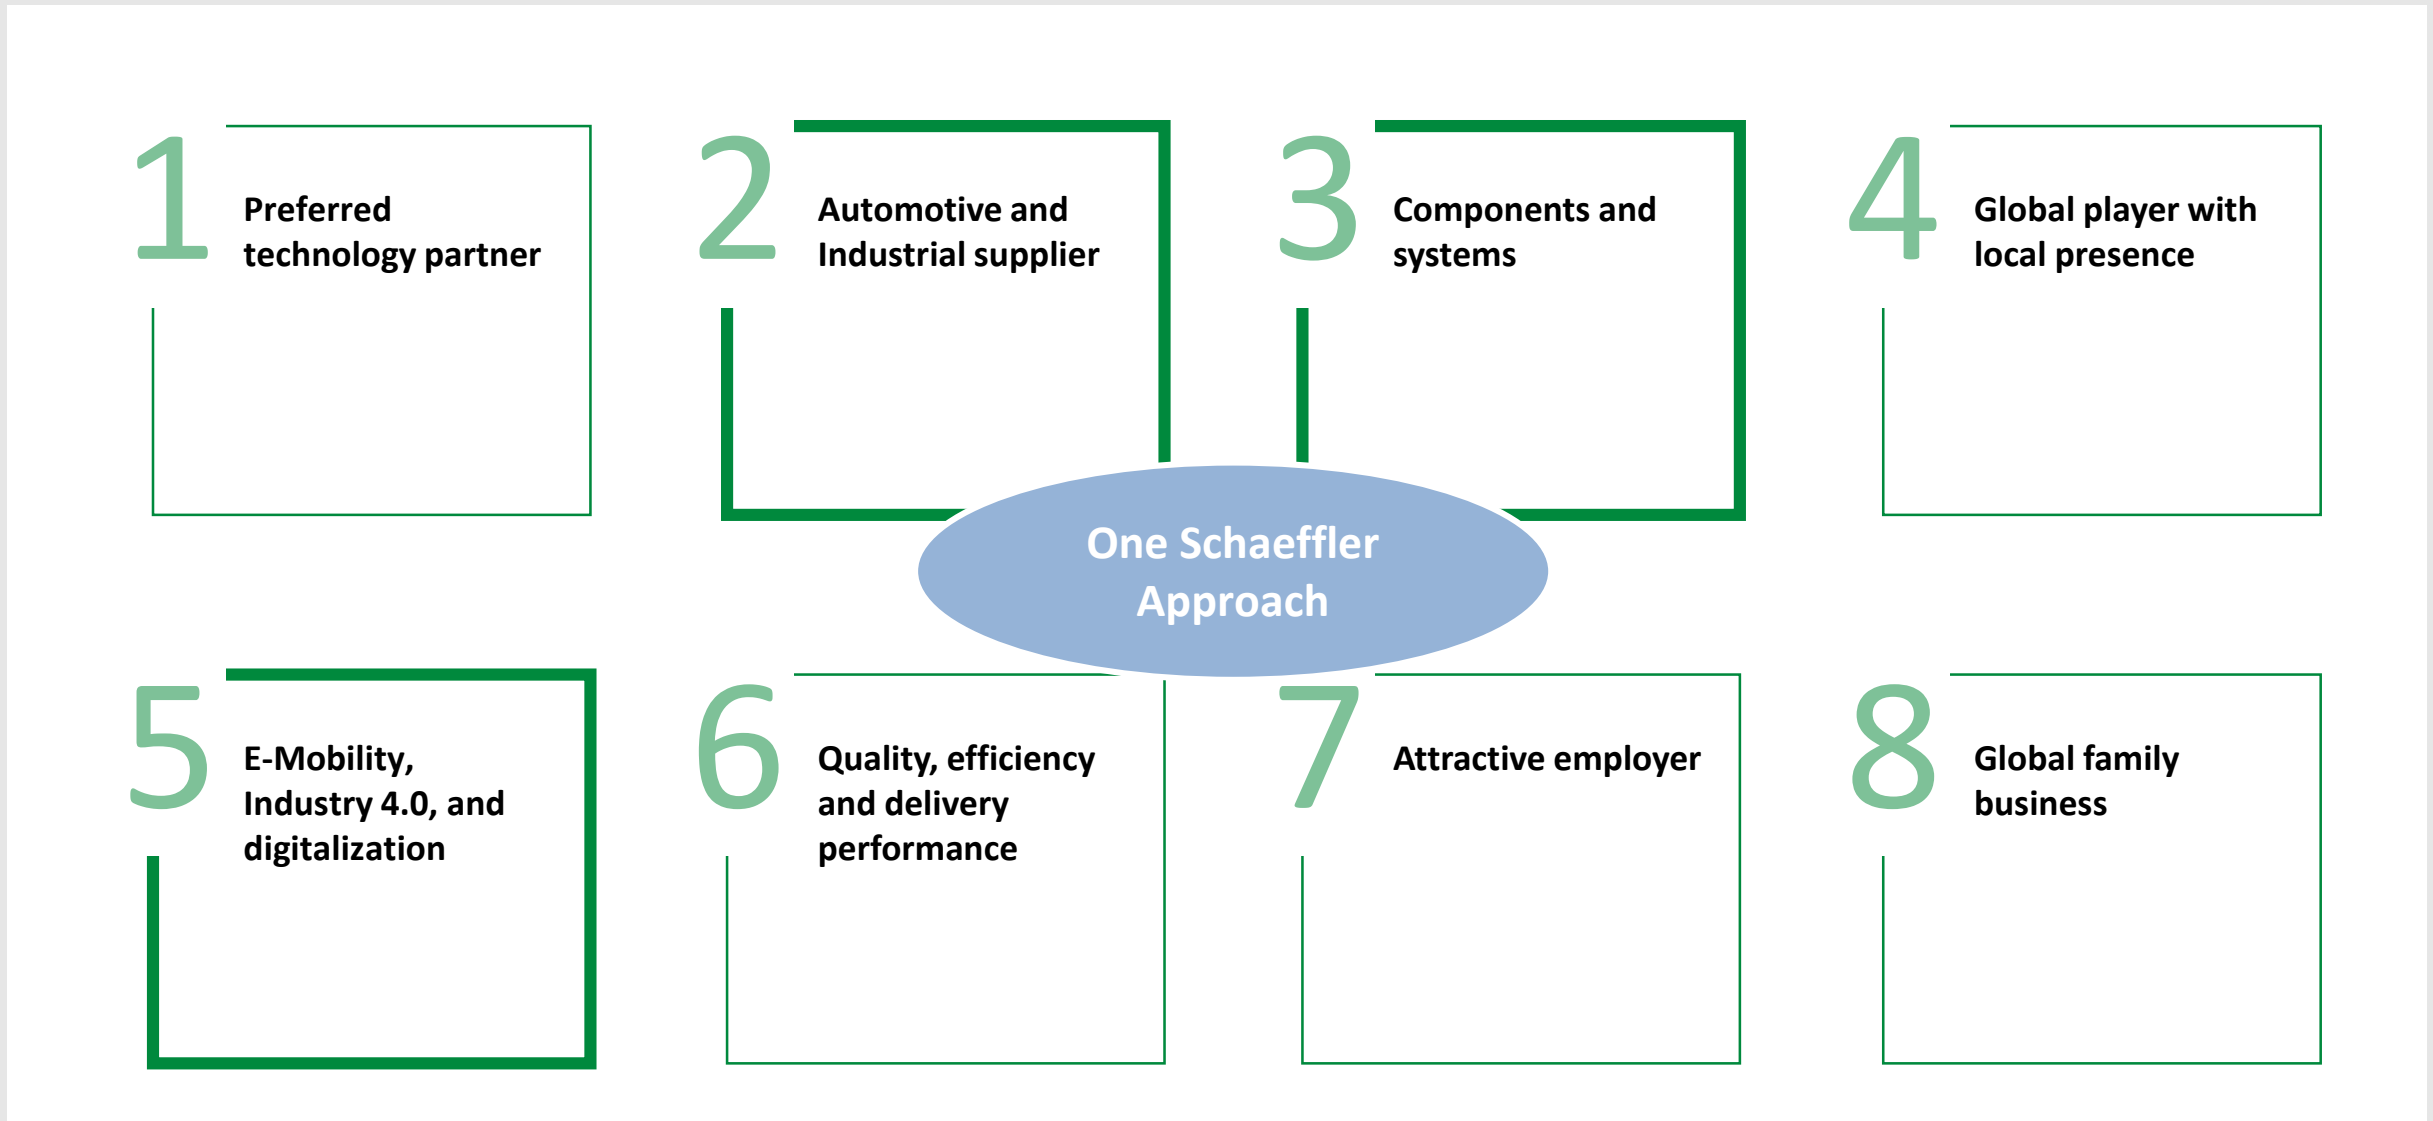 1
Preferred
technology partner
2
Automotive and
Industrial supplier
3
Components and
systems
4
Global player with
local presence
One Schaeffler
Approach
5
E-Mobility,
Industry 4.0, and
digitalization
6
Quality, efficiency
and delivery
performance
7
Attractive employer
8
Global family
business